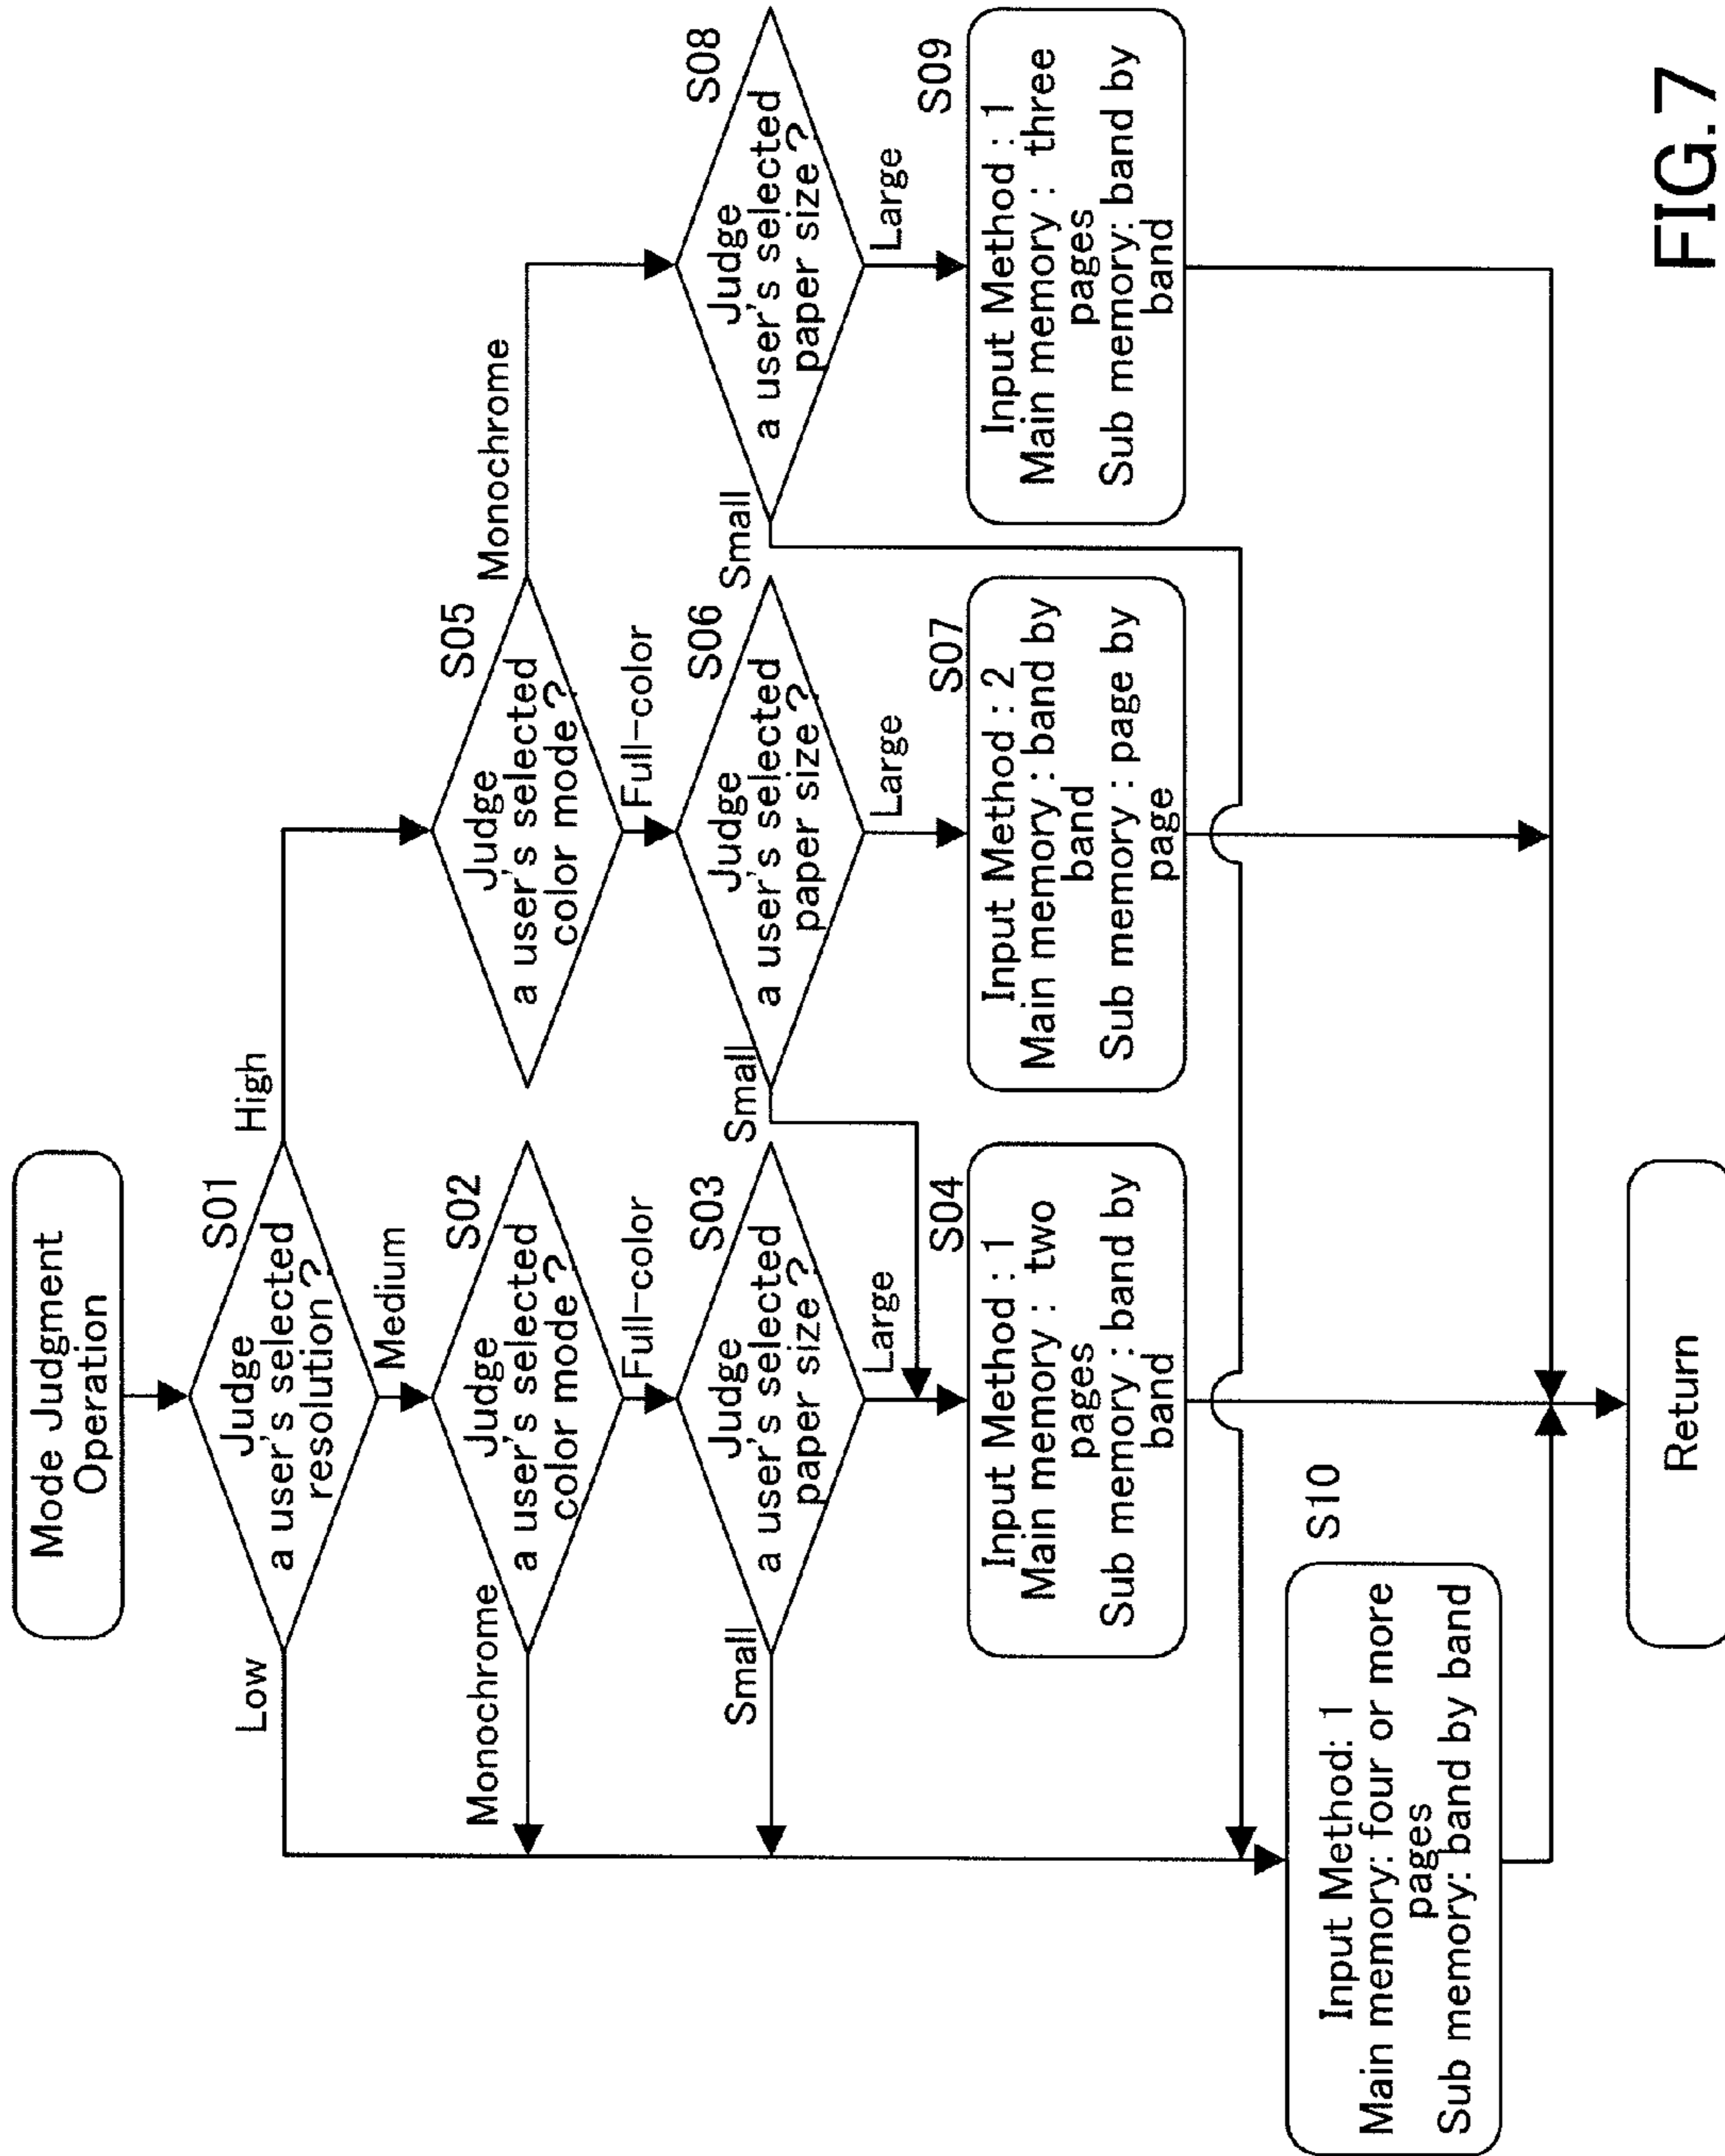 Mode Judgment
Operation
S01
Judge
a user's selected
resolution ?
Low
High
Medium
S02
Judge
a user's selected
color mode ?
Monochrome
Full-color
S05
Judge
a user's selected
color mode ?
Monochrome
Full-color
S03
Judge
a user's selected
paper size ?
Small
Large
S06
Judge
a user's selected
paper size ?
Small
Large
S08
Judge
a user's selected
paper size ?
Small
Large
S04
Input Method : 1
Main memory : two
pages
Sub memory : band by
band
S07
Input Method : 2
Main memory : band by
band
Sub memory : page by
page
S09
Input Method : 1
Main memory : three
pages
Sub memory: band by
band
S10
Input Method: 1
Main memory: four or more
pages
Sub memory: band by band
Return
FIG.7